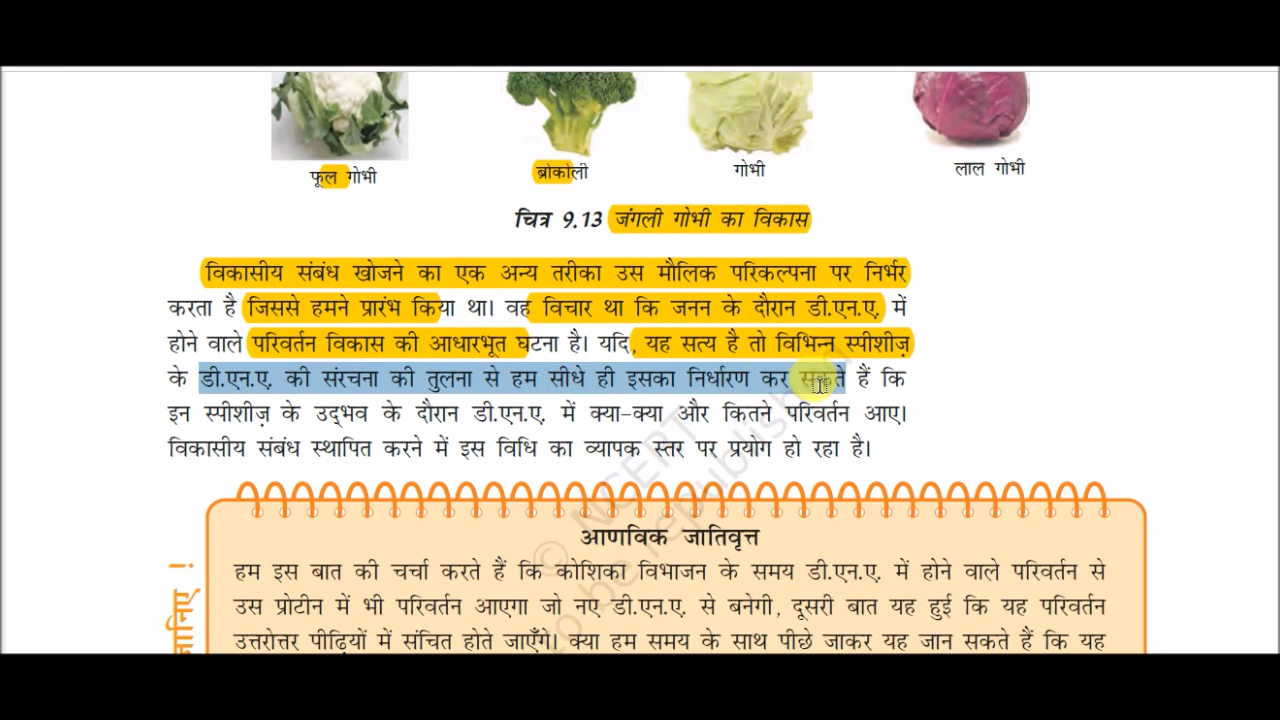 फूल गोभी
ब्रोकोली
गोभी
लाल गोभी
चित्र 9.13 जंगली गोभी का विकास
विकासीय संबंध खोजने का एक अन्य तरीका उस मौलिक परिकल्पना पर निर्भर
करता है जिससे हमने प्रारंभ किया था। वह विचार था कि जनन के दौरान डी.एन.ए. में
होने वाले परिवर्तन विकास की आधारभूत घटना है। यदि, यह सत्य है तो विभिन्न स्पीशीज़
के डी.एन.ए. की संरचना की तुलना से हम सीधे ही इसका निर्धारण कर सकते हैं कि
इन स्पीशीज़ के उद्भव के दौरान डी.एन.ए. में क्या-क्या और कितने परिवर्तन आए।
विकासीय संबंध स्थापित करने में इस विधि का व्यापक स्तर पर प्रयोग हो रहा है।
आणविक जातिवृत्त
हम इस बात की चर्चा करते हैं कि कोशिका विभाजन के समय डी.एन.ए. में होने वाले परिवर्तन से
उस प्रोटीन में भी परिवर्तन आएगा जो नए डी.एन.ए. से बनेगी, दूसरी बात यह हुई कि यह परिवर्तन
उत्तरोत्तर पीढ़ियों में संचित होते जाएँगे। क्या हम समय के साथ पीछे जाकर यह जान सकते हैं कि यह
© NCERT
to be republish